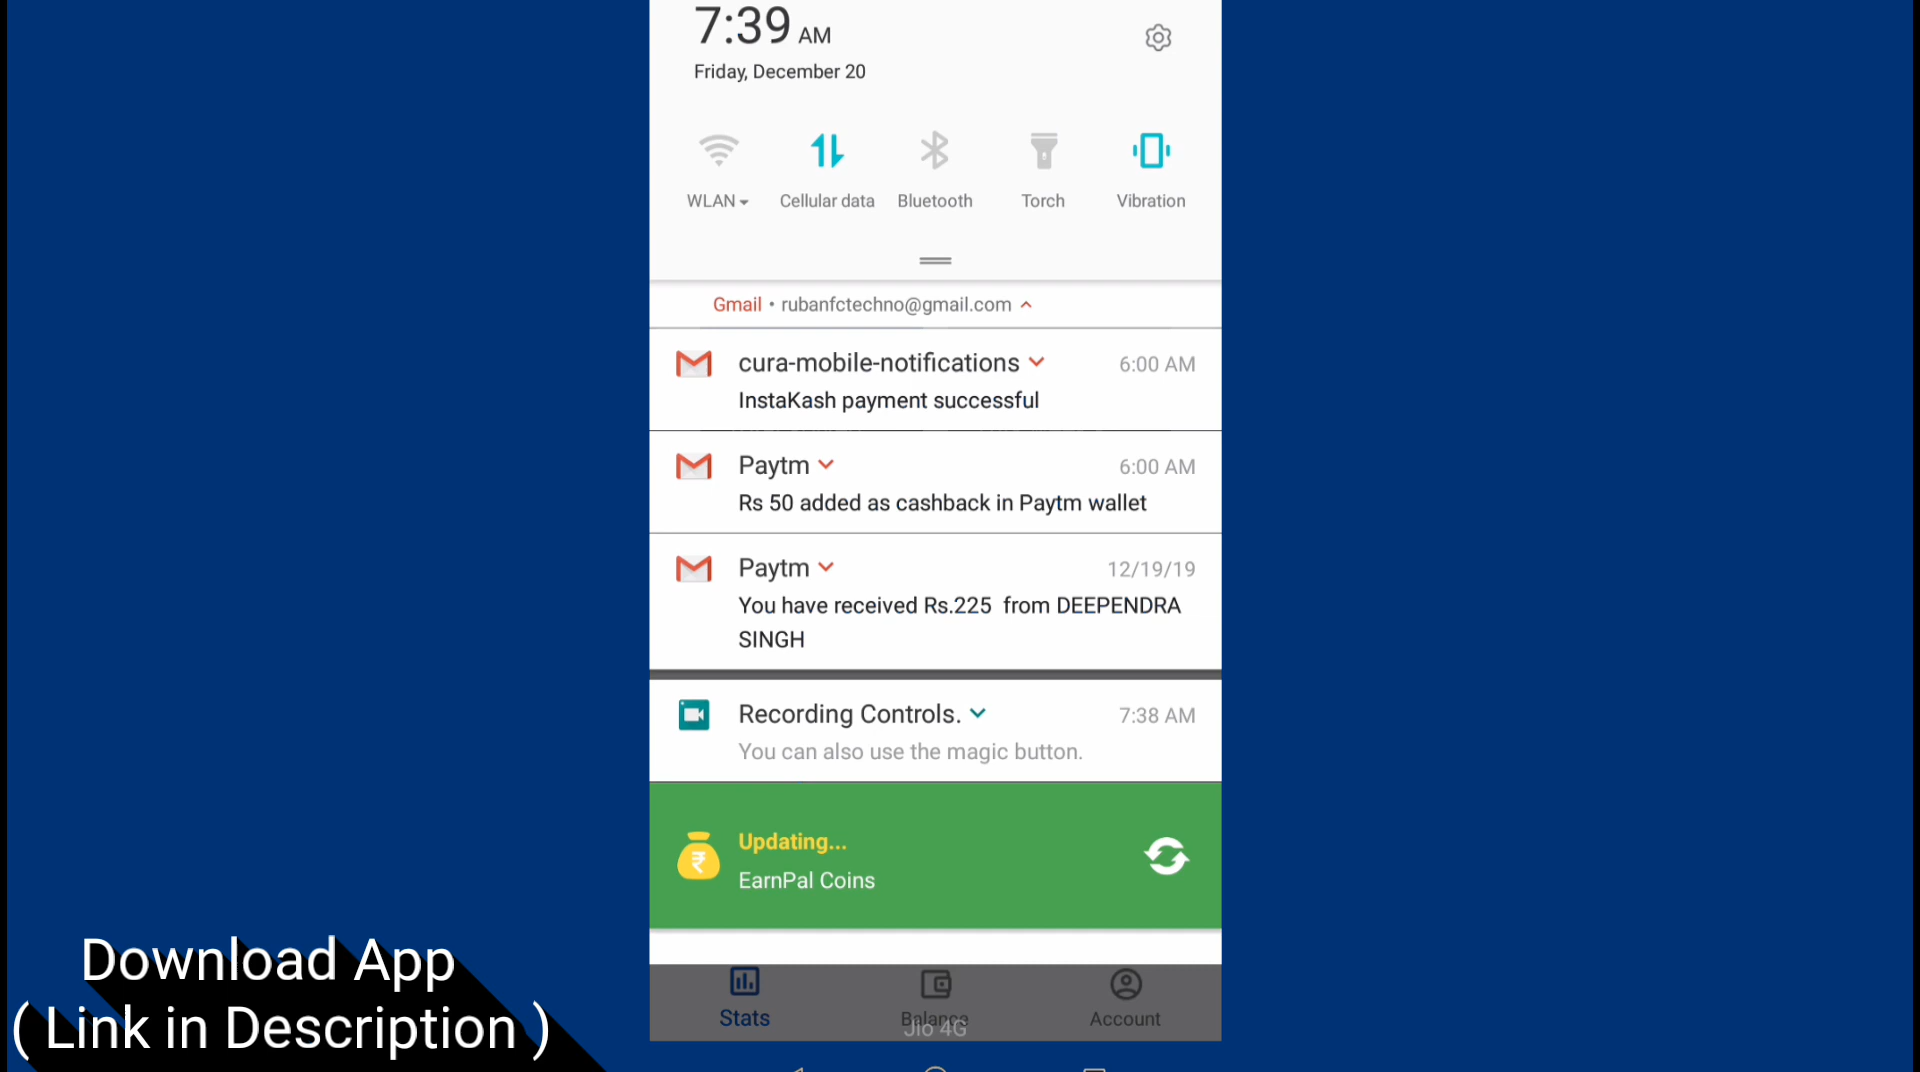 7:39 AM
Friday, December 20
WLAN
Cellular data
Bluetooth
Torch
Vibration
Gmail • rubanfctechno@gmail.com
cura-mobile-notifications
6:00 AM
InstaKash payment successful
Paytm
6:00 AM
Rs 50 added as cashback in Paytm wallet
Paytm
12/19/19
You have received Rs.225 from DEEPENDRA
SINGH
Recording Controls.
7:38 AM
You can also use the magic button.
Updating...
EarnPal Coins
Stats
Balance
Account
Jio 4G
Download App
( Link in Description )